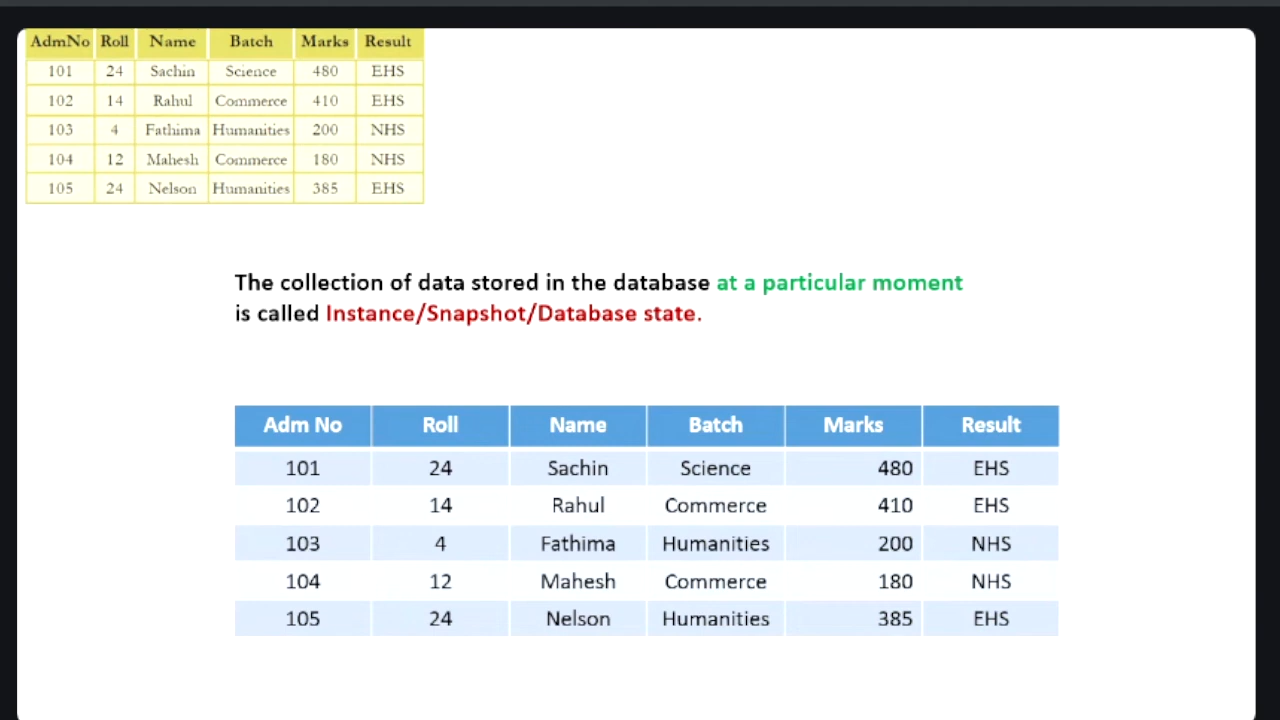 AdmNo Roll Name Batch Marks Result
101 24 Sachin Science 480 EHS
102 14 Rahul Commerce 410 EHS
103 4 Fathima Humanities 200 NHS
104 12 Mahesh Commerce 180 NHS
105 24 Nelson Humanities 385 EHS
The collection of data stored in the database at a particular moment
is called Instance/Snapshot/Database state.
Adm No Roll Name Batch Marks Result
101 24 Sachin Science 480 EHS
102 14 Rahul Commerce 410 EHS
103 4 Fathima Humanities 200 NHS
104 12 Mahesh Commerce 180 NHS
105 24 Nelson Humanities 385 EHS